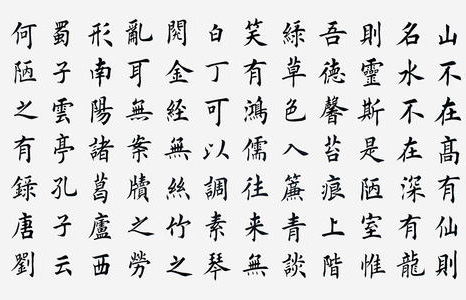 山不在髙有仙則
名水不在深有龍
則靈斯是陋室惟
吾德馨苔痕上階
緑草色入簾青談
笑有鴻儒往来無
白丁可以調素琴
閲金経無絲竹之
亂耳無案牘之勞
形南陽諸葛廬西
蜀子雲亭孔子云
何陋之有録唐劉